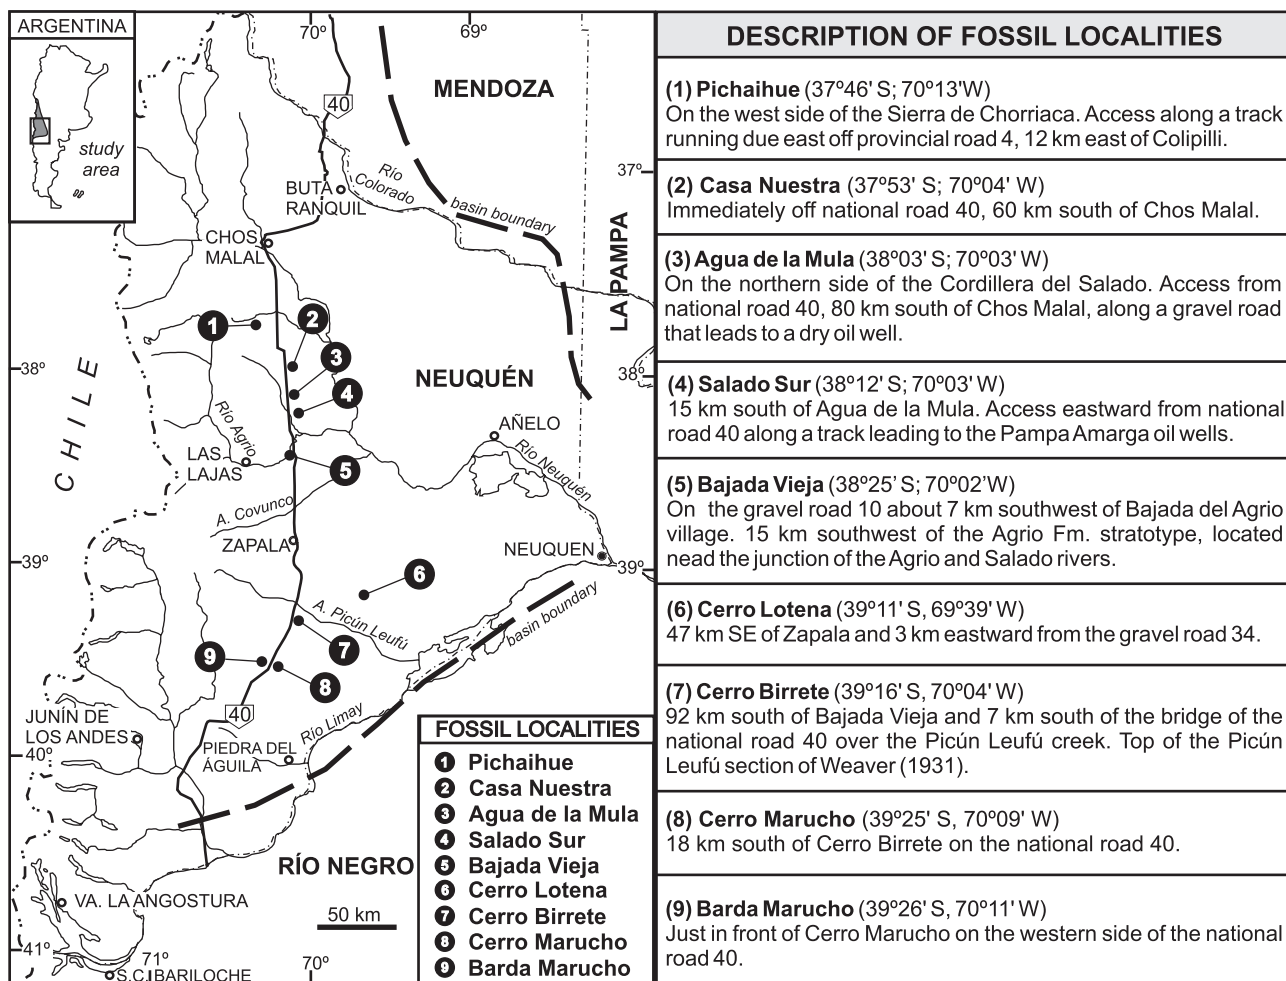 ARGENTINA
study
area
70º
69º
40
MENDOZA
37º
BUTA
RANQUIL
Río
Colorado
basin boundary
LA PAMPA
CHOS
MALAL
1
2
3
4
38º
38º
NEUQUÉN
CHILE
Río Agrio
LAS
LAJAS
5
AÑELO
Río Neuquén
A. Covunco
ZAPALA
NEUQUEN
39º
39º
6
A. Picún Leufú
basin boundary
7
9
8
40
JUNÍN DE
LOS ANDES
Río Limay
PIEDRA DEL
ÁGUILA
40º
RÍO NEGRO
VA. LA ANGOSTURA
50 km
41º
71º
S.C. BARILOCHE
70º
FOSSIL LOCALITIES
1 Pichaihue
2 Casa Nuestra
3 Agua de la Mula
4 Salado Sur
5 Bajada Vieja
6 Cerro Lotena
7 Cerro Birrete
8 Cerro Marucho
9 Barda Marucho
DESCRIPTION OF FOSSIL LOCALITIES
(1) Pichaihue (37º46' S; 70º13'W)
On the west side of the Sierra de Chorriaca. Access along a track
running due east off provincial road 4, 12 km east of Colipilli.
(2) Casa Nuestra (37º53' S; 70º04' W)
Immediately off national road 40, 60 km south of Chos Malal.
(3) Agua de la Mula (38º03' S; 70º03' W)
On the northern side of the Cordillera del Salado. Access from
national road 40, 80 km south of Chos Malal, along a gravel road
that leads to a dry oil well.
(4) Salado Sur (38º12' S; 70º03' W)
15 km south of Agua de la Mula. Access eastward from national
road 40 along a track leading to the Pampa Amarga oil wells.
(5) Bajada Vieja (38º25’ S; 70º02’W)
On the gravel road 10 about 7 km southwest of Bajada del Agrio
village. 15 km southwest of the Agrio Fm. stratotype, located
nead the junction of the Agrio and Salado rivers.
(6) Cerro Lotena (39º11' S, 69º39' W)
47 km SE of Zapala and 3 km eastward from the gravel road 34.
(7) Cerro Birrete (39º16' S, 70º04' W)
92 km south of Bajada Vieja and 7 km south of the bridge of the
national road 40 over the Picún Leufú creek. Top of the Picún
Leufú section of Weaver (1931).
(8) Cerro Marucho (39º25' S, 70º09' W)
18 km south of Cerro Birrete on the national road 40.
(9) Barda Marucho (39º26' S, 70º11' W)
Just in front of Cerro Marucho on the western side of the national
road 40.